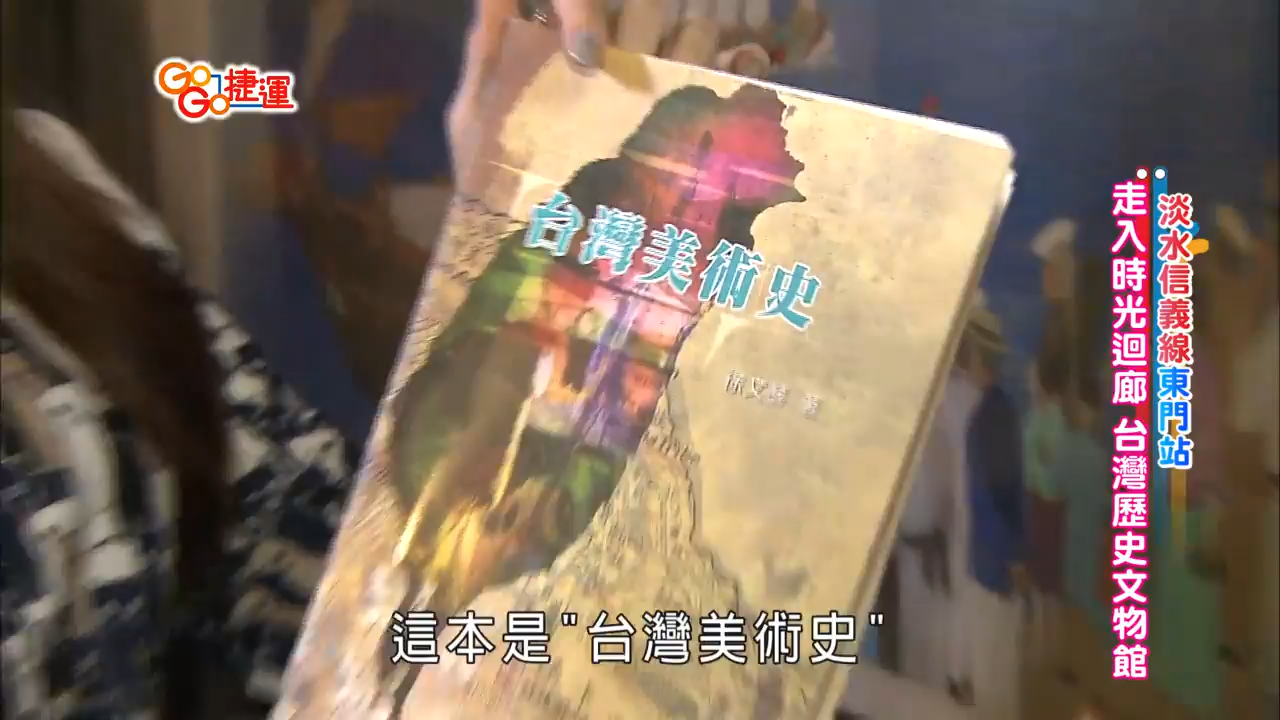 GoGo捷運
淡水信義線東門站
走入時光迴廊 台灣歷史文物館
台灣美術史
著
這本是"台灣美術史"